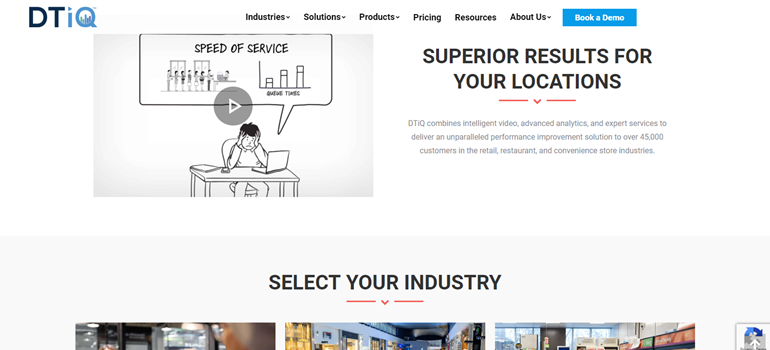 DTiQ
Industries Solutions Products Pricing Resources About Us Book a Demo
SPEED OF SERVICE
QUEUE TIMES
SUPERIOR RESULTS FOR
YOUR LOCATIONS
DTiQ combines intelligent video, advanced analytics, and expert services to
deliver an unparalleled performance improvement solution to over 45,000
customers in the retail, restaurant, and convenience store industries.
SELECT YOUR INDUSTRY